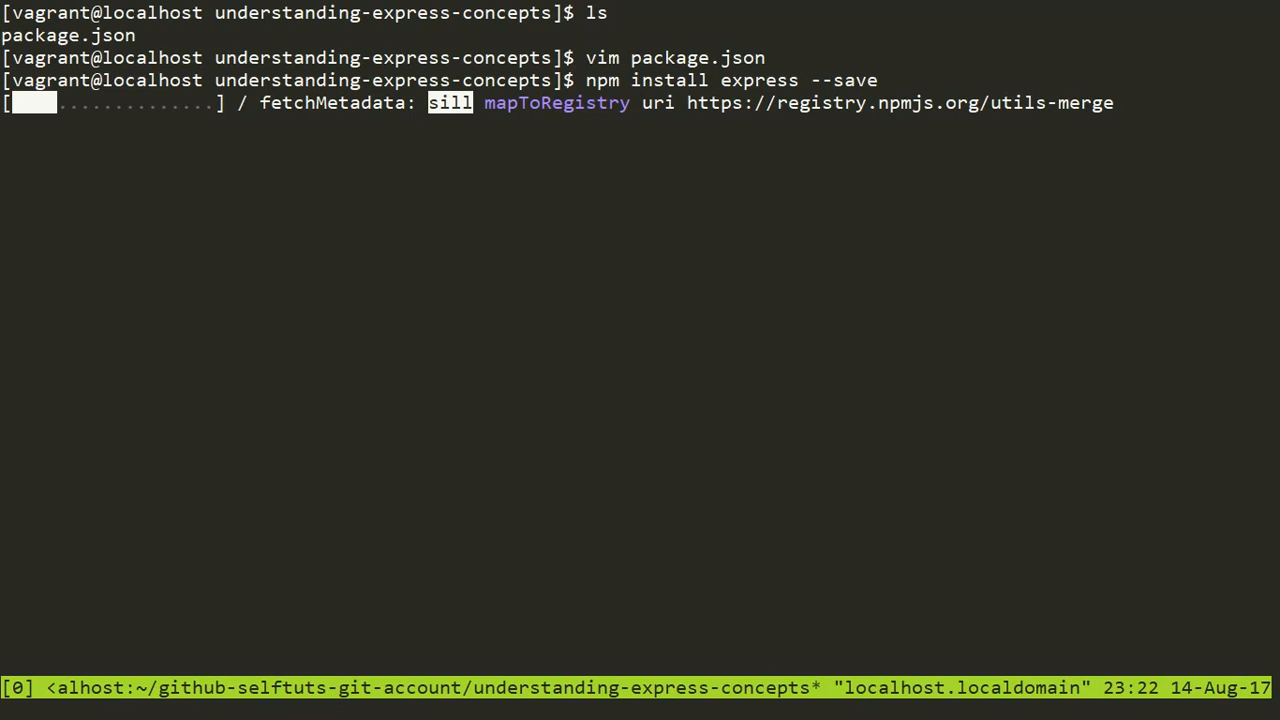 [vagrant@localhost understanding-express-concepts]$ ls
package.json
[vagrant@localhost understanding-express-concepts]$ vim package.json
[vagrant@localhost understanding-express-concepts]$ npm install express --save
[    ..............] / fetchMetadata: sill mapToRegistry uri https://registry.npmjs.org/utils-merge
[0] <alhost:~/github-selftuts-git-account/understanding-express-concepts* "localhost.localdomain" 23:22 14-Aug-17